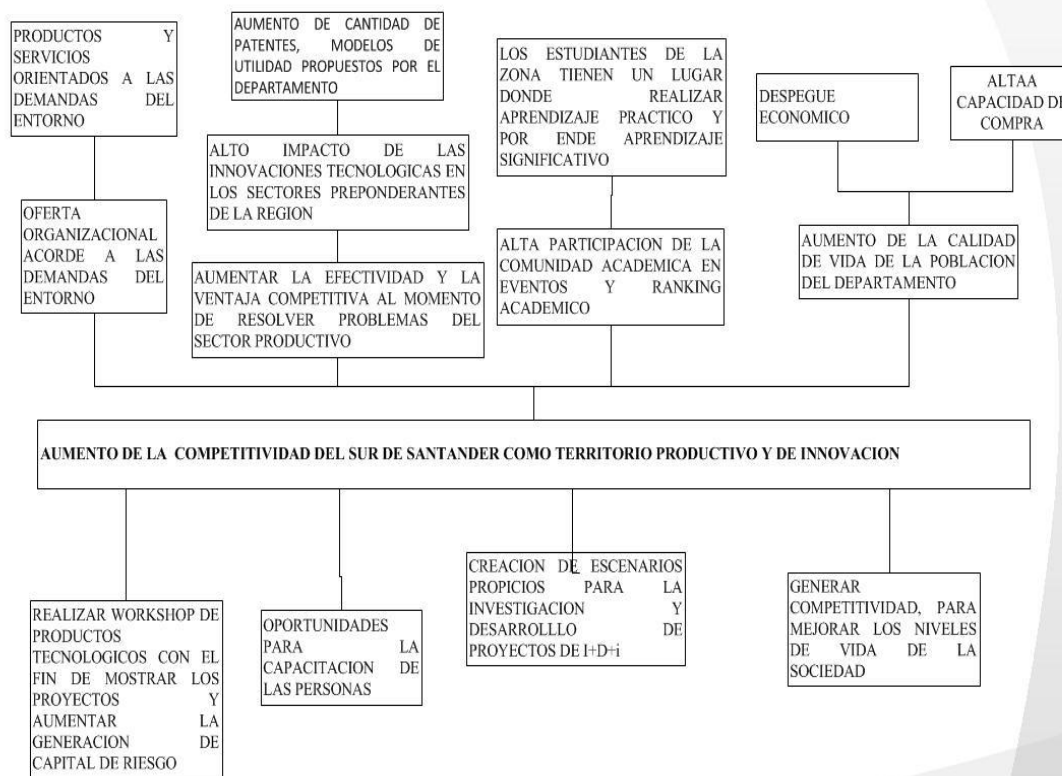 PRODUCTOS Y
SERVICIOS
ORIENTADOS A LAS
DEMANDAS DEL
ENTORNO
AUMENTO DE CANTIDAD DE
PATENTES, MODELOS DE
UTILIDAD PROPUESTOS POR EL
DEPARTAMENTO
LOS ESTUDIANTES DE LA
ZONA TIENEN UN LUGAR
DONDE REALIZAR
APRENDIZAJE PRACTICO Y
POR ENDE APRENDIZAJE
SIGNIFICATIVO
DESPEGUE
ECONOMICO
ALTAA
CAPACIDAD DE
COMPRA
OFERTA
ORGANIZACIONAL
ACORDE A LAS
DEMANDAS DEL
ENTORNO
ALTO IMPACTO DE LAS
INNOVACIONES TECNOLOGICAS EN
LOS SECTORES PREPONDERANTES
DE LA REGION
AUMENTAR LA EFECTIVIDAD Y LA
VENTAJA COMPETITIVA AL MOMENTO
DE RESOLVER PROBLEMAS DEL
SECTOR PRODUCTIVO
ALTA PARTICIPACION DE LA
COMUNIDAD ACADEMICA EN
EVENTOS Y RANKING
ACADEMICO
AUMENTO DE LA CALIDAD
DE VIDA DE LA POBLACION
DEL DEPARTAMENTO
AUMENTO DE LA COMPETITIVIDAD DEL SUR DE SANTANDER COMO TERRITORIO PRODUCTIVO Y DE INNOVACION
REALIZAR WORKSHOP DE
PRODUCTOS
TECNOLOGICOS CON EL
FIN DE MOSTRAR LOS
PROYECTOS Y
AUMENTAR LA
GENERACION DE
CAPITAL DE RIESGO
OPORTUNIDADES
PARA LA
CAPACITACION DE
LAS PERSONAS
CREACION DE ESCENARIOS
PROPICIOS PARA LA
INVESTIGACION Y
DESARROLLLO DE
PROYECTOS DE I+D+i
GENERAR
COMPETITIVIDAD, PARA
MEJORAR LOS NIVELES
DE VIDA DE LA
SOCIEDAD